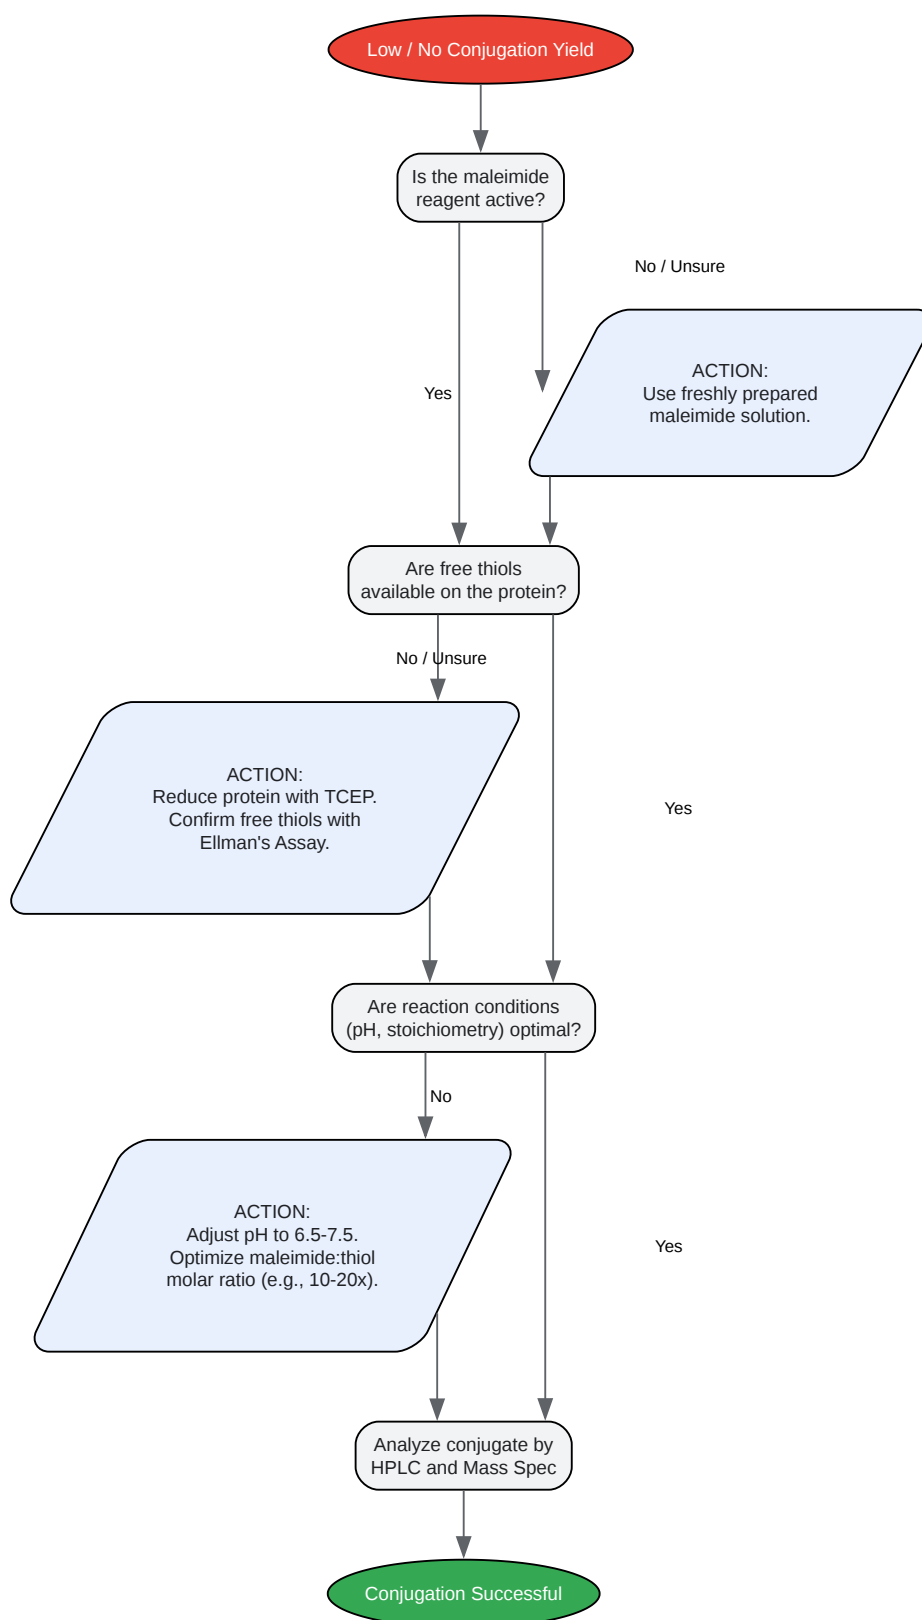 Low / No Conjugation Yield
Is the maleimide
reagent active?
No / Unsure
ACTION:
Use freshly prepared
maleimide solution.
Yes
Are free thiols
available on the protein?
No / Unsure
ACTION:
Reduce protein with TCEP.
Confirm free thiols with
Ellman's Assay.
Yes
Are reaction conditions
(pH, stoichiometry) optimal?
No
ACTION:
Adjust pH to 6.5-7.5.
Optimize maleimide:thiol
molar ratio (e.g., 10-20x).
Yes
Analyze conjugate by
HPLC and Mass Spec
Conjugation Successful